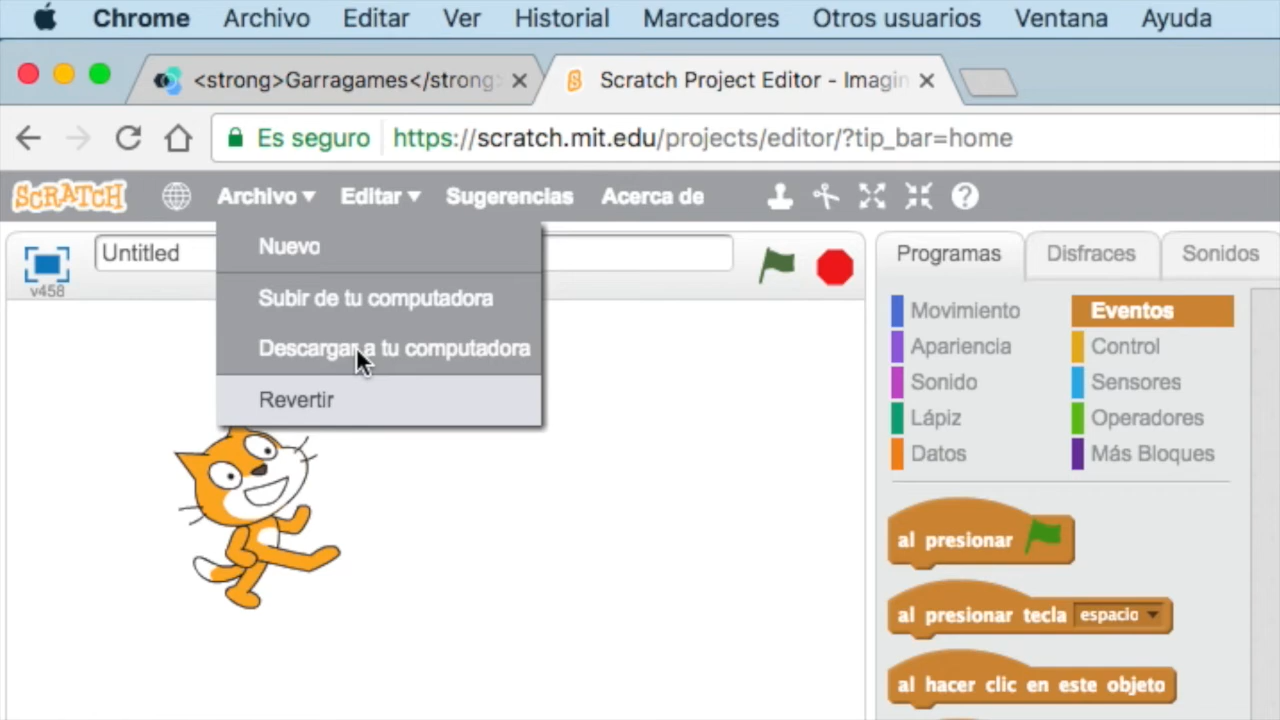 Chrome Archivo Editar Ver Historial Marcadores Otros usuarios Ventana Ayuda
<strong>Garragames</strong> Scratch Project Editor - Imagin
Es seguro https://scratch.mit.edu/projects/editor/?tip_bar=home
SCRATCH Archivo Editar Sugerencias Acerca de
Untitled
v458
Nuevo
Subir de tu computadora
Descargar a tu computadora
Revertir
Programas Disfraces Sonidos
Movimiento Eventos
Apariencia Control
Sonido Sensores
Lápiz Operadores
Datos Más Bloques
al presionar
al presionar tecla espacio
al hacer clic en este objeto